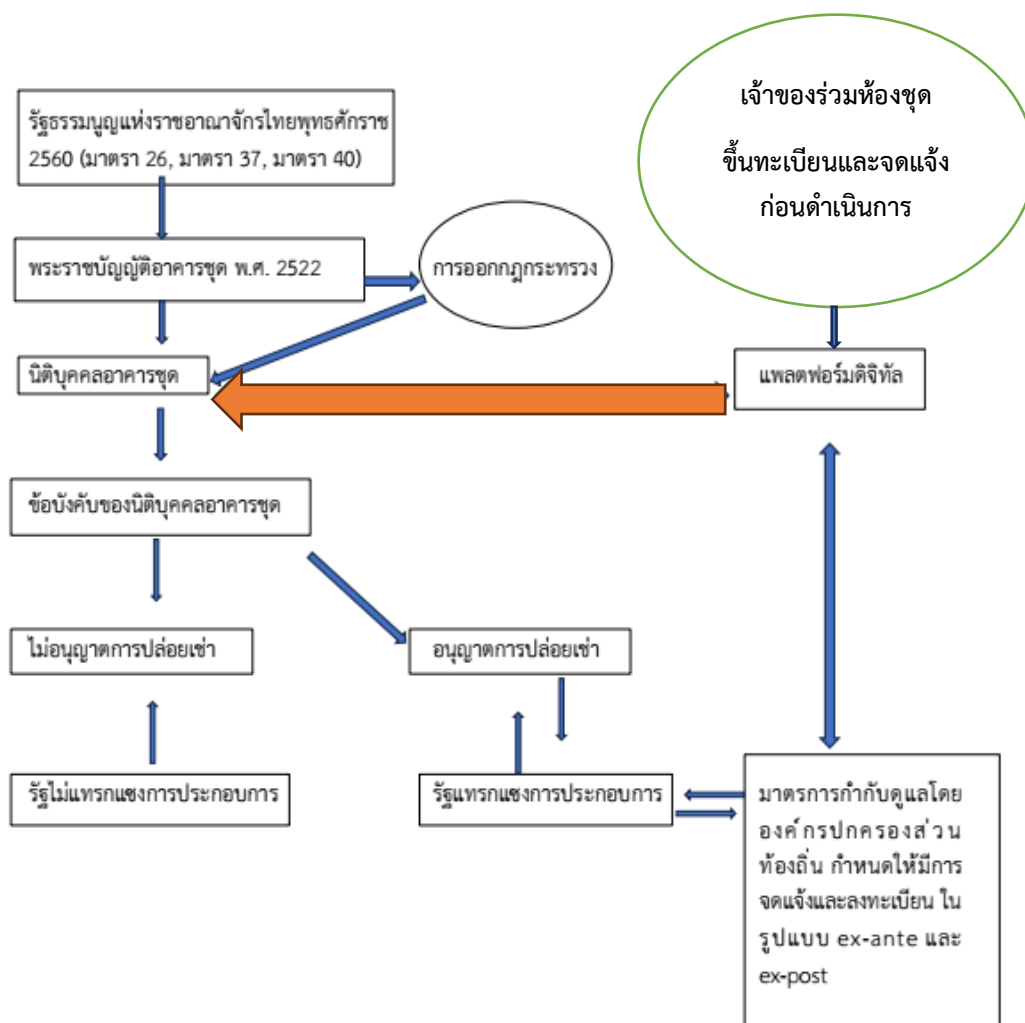 เจ้าของร่วมห้องชุด
ขึ้นทะเบียนและจดแจ้ง
ก่อนดำเนินการ
รัฐธรรมนูญแห่งราชอาณาจักรไทยพุทธศักราช
2560 (มาตรา 26, มาตรา 37, มาตรา 40)
พระราชบัญญัติอาคารชุด พ.ศ. 2522
การออกกฎกระทรวง
นิติบุคคลอาคารชุด
แพลตฟอร์มดิจิทัล
ข้อบังคับของนิติบุคคลอาคารชุด
ไม่อนุญาตการปล่อยเช่า
อนุญาตการปล่อยเช่า
รัฐไม่แทรกแซงการประกอบการ
รัฐแทรกแซงการประกอบการ
มาตรการกำกับดูแลโดย
องค์กรปกครองส่วน
ท้องถิ่น กำหนดให้มีการ
จดแจ้งและลงทะเบียน ใน
รูปแบบ ex-ante และ
ex-post